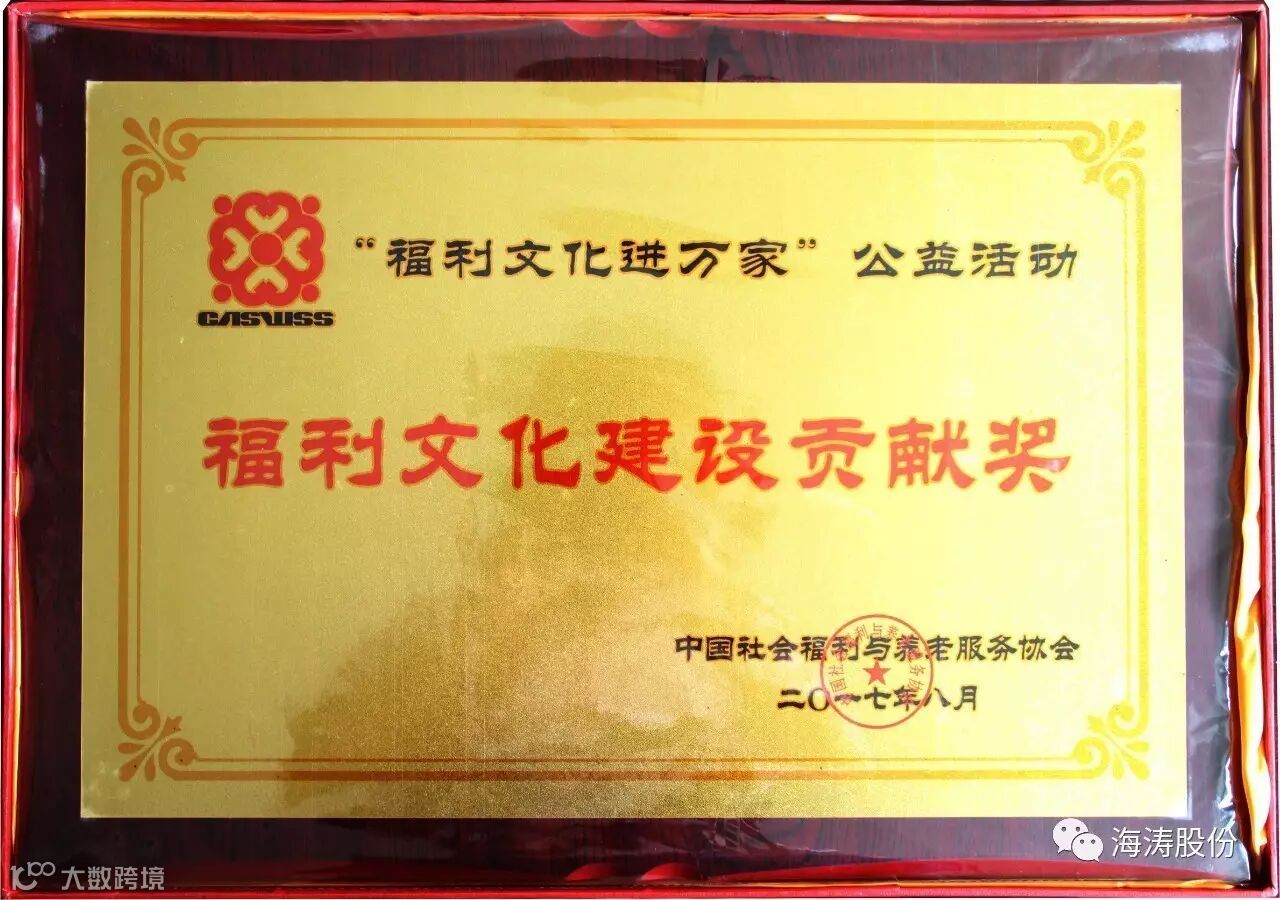 “福利文化进万家”公益活动
CASWSS
福利文化建设贡献奖
中国社会福利与养老服务协会
二〇一七年八月
海涛股份
大数跨境